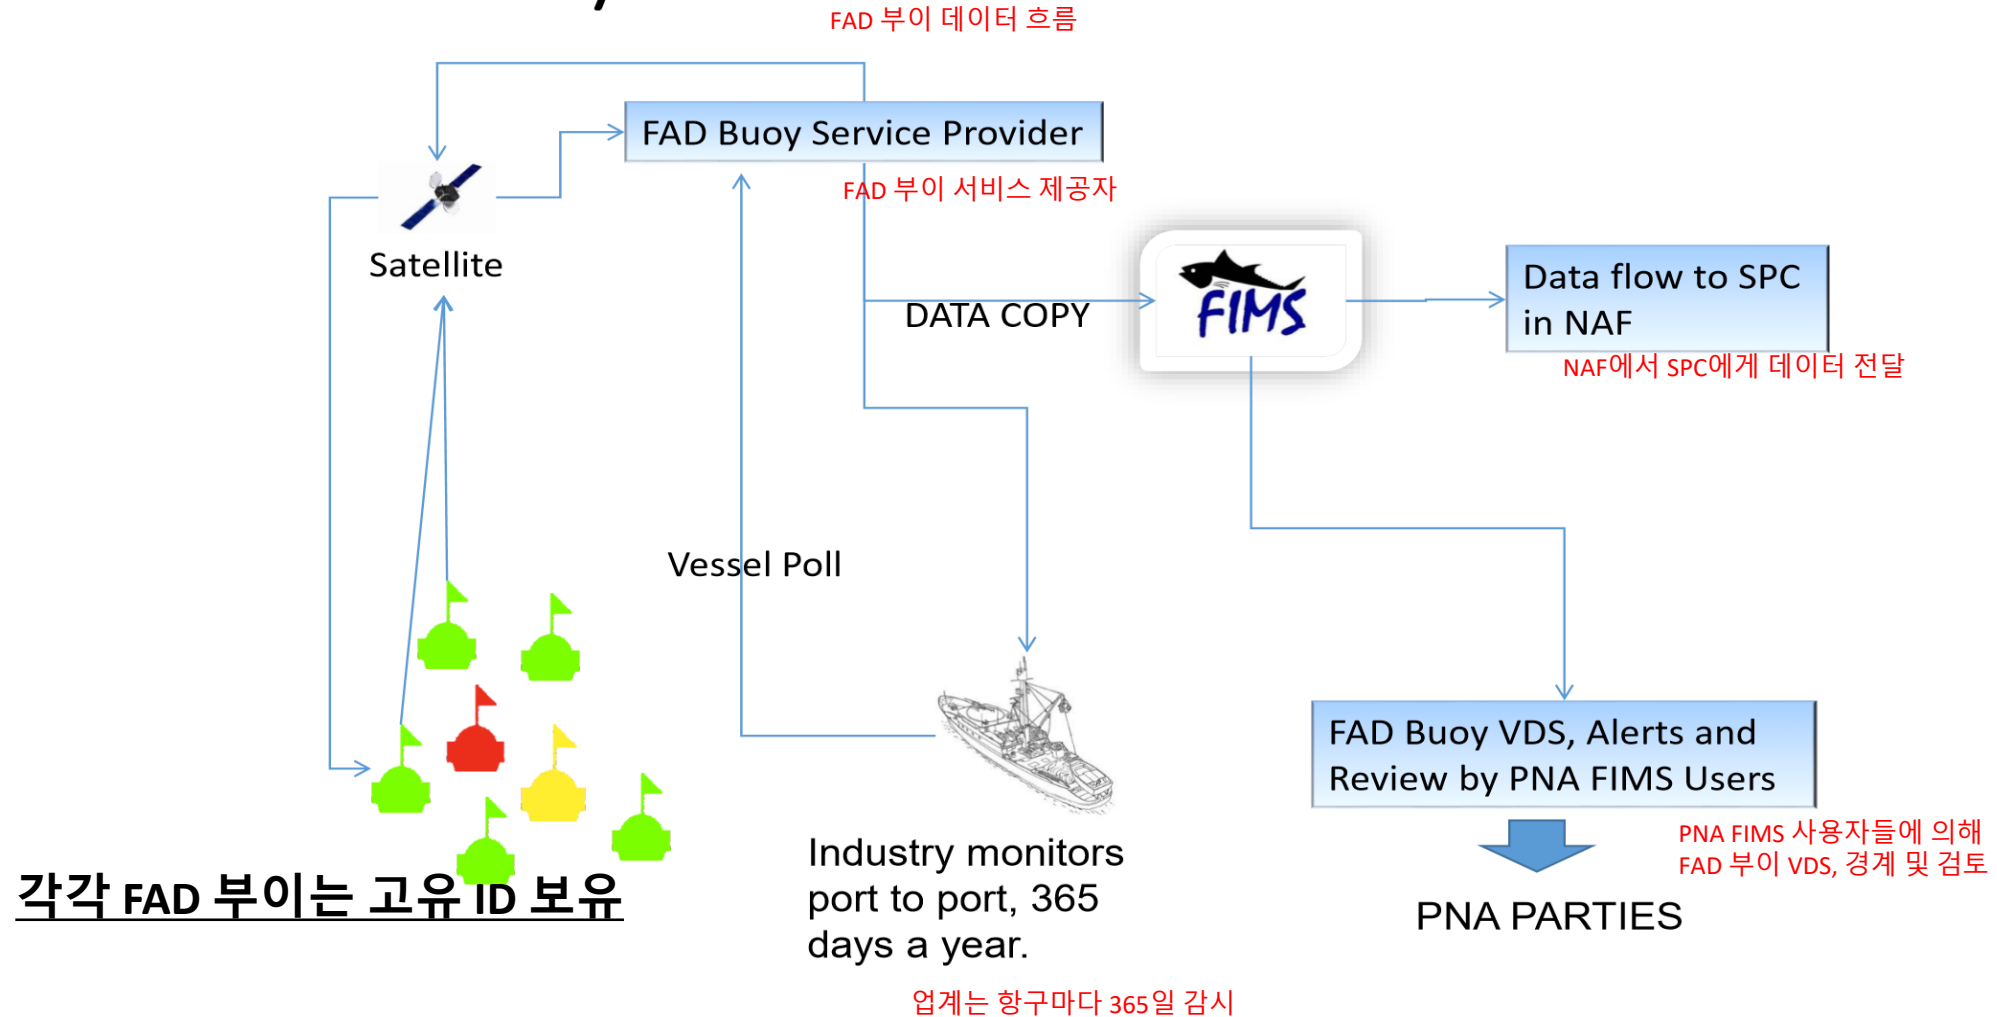 FAD 부이 데이터 흐름
FAD Buoy Service Provider
FAD 부이 서비스 제공자
Satellite
DATA COPY
FIMS
Data flow to SPC
in NAF
NAF에서 SPC에게 데이터 전달
Vessel Poll
각각 FAD 부이는 고유 ID 보유
Industry monitors
port to port, 365
days a year.
업계는 항구마다 365일 감시
FAD Buoy VDS, Alerts and
Review by PNA FIMS Users
PNA FIMS 사용자들에 의해
FAD 부이 VDS, 경계 및 검토
PNA PARTIES